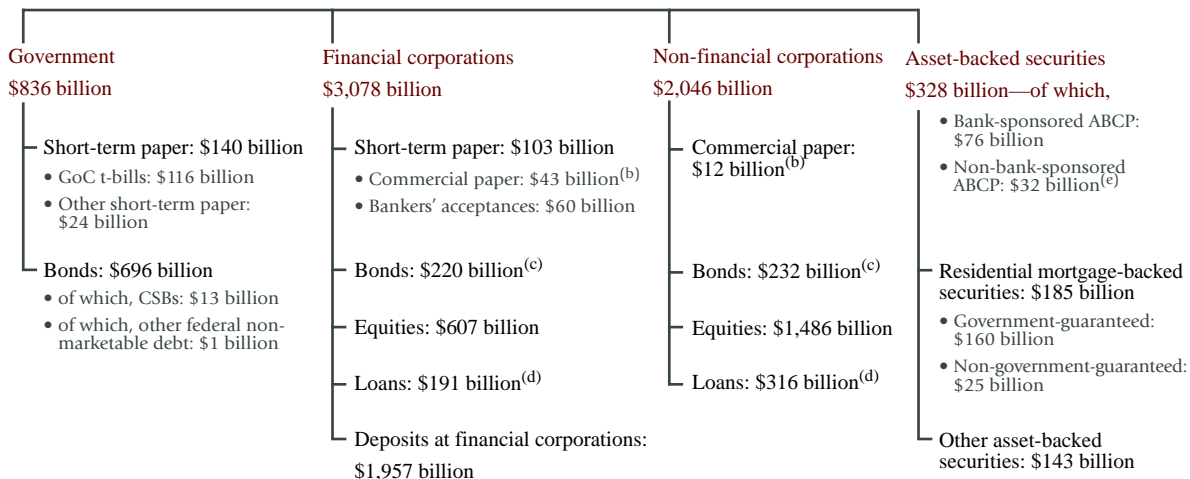 Government
$836 billion
Short-term paper: $140 billion
• GoC t-bills: $116 billion
• Other short-term paper:
$24 billion
Bonds: $696 billion
• of which, CSBs: $13 billion
• of which, other federal non-
marketable debt: $1 billion
Financial corporations
$3,078 billion
Short-term paper: $103 billion
• Commercial paper: $43 billion(b)
• Bankers’ acceptances: $60 billion
Bonds: $220 billion(c)
Equities: $607 billion
Loans: $191 billion(d)
Deposits at financial corporations:
$1,957 billion
Non-financial corporations
$2,046 billion
Commercial paper:
$12 billion(b)
Bonds: $232 billion(c)
Equities: $1,486 billion
Loans: $316 billion(d)
Asset-backed securities
$328 billion—of which,
• Bank-sponsored ABCP:
$76 billion
• Non-bank-sponsored
ABCP: $32 billion(e)
Residential mortgage-backed
securities: $185 billion
• Government-guaranteed:
$160 billion
• Non-government-guaranteed:
$25 billion
Other asset-backed
securities: $143 billion